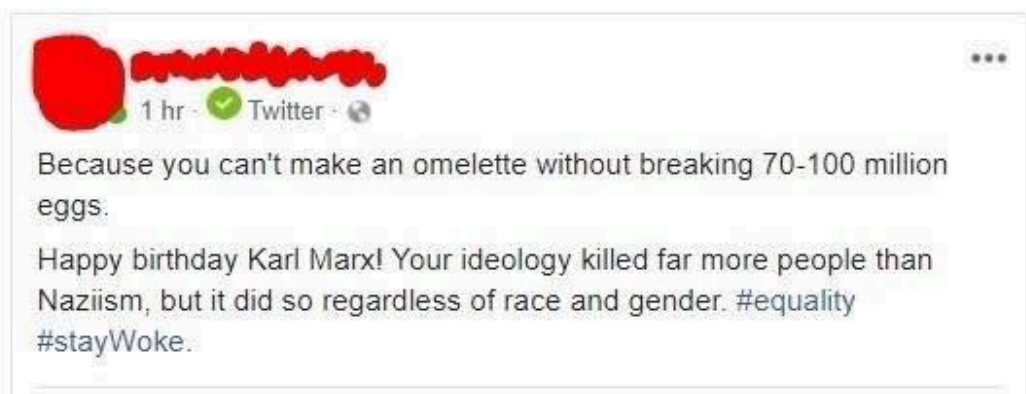 1 hr · Twitter ·
Because you can't make an omelette without breaking 70-100 million
eggs.
Happy birthday Karl Marx! Your ideology killed far more people than
Naziism, but it did so regardless of race and gender. #equality
#stayWoke.